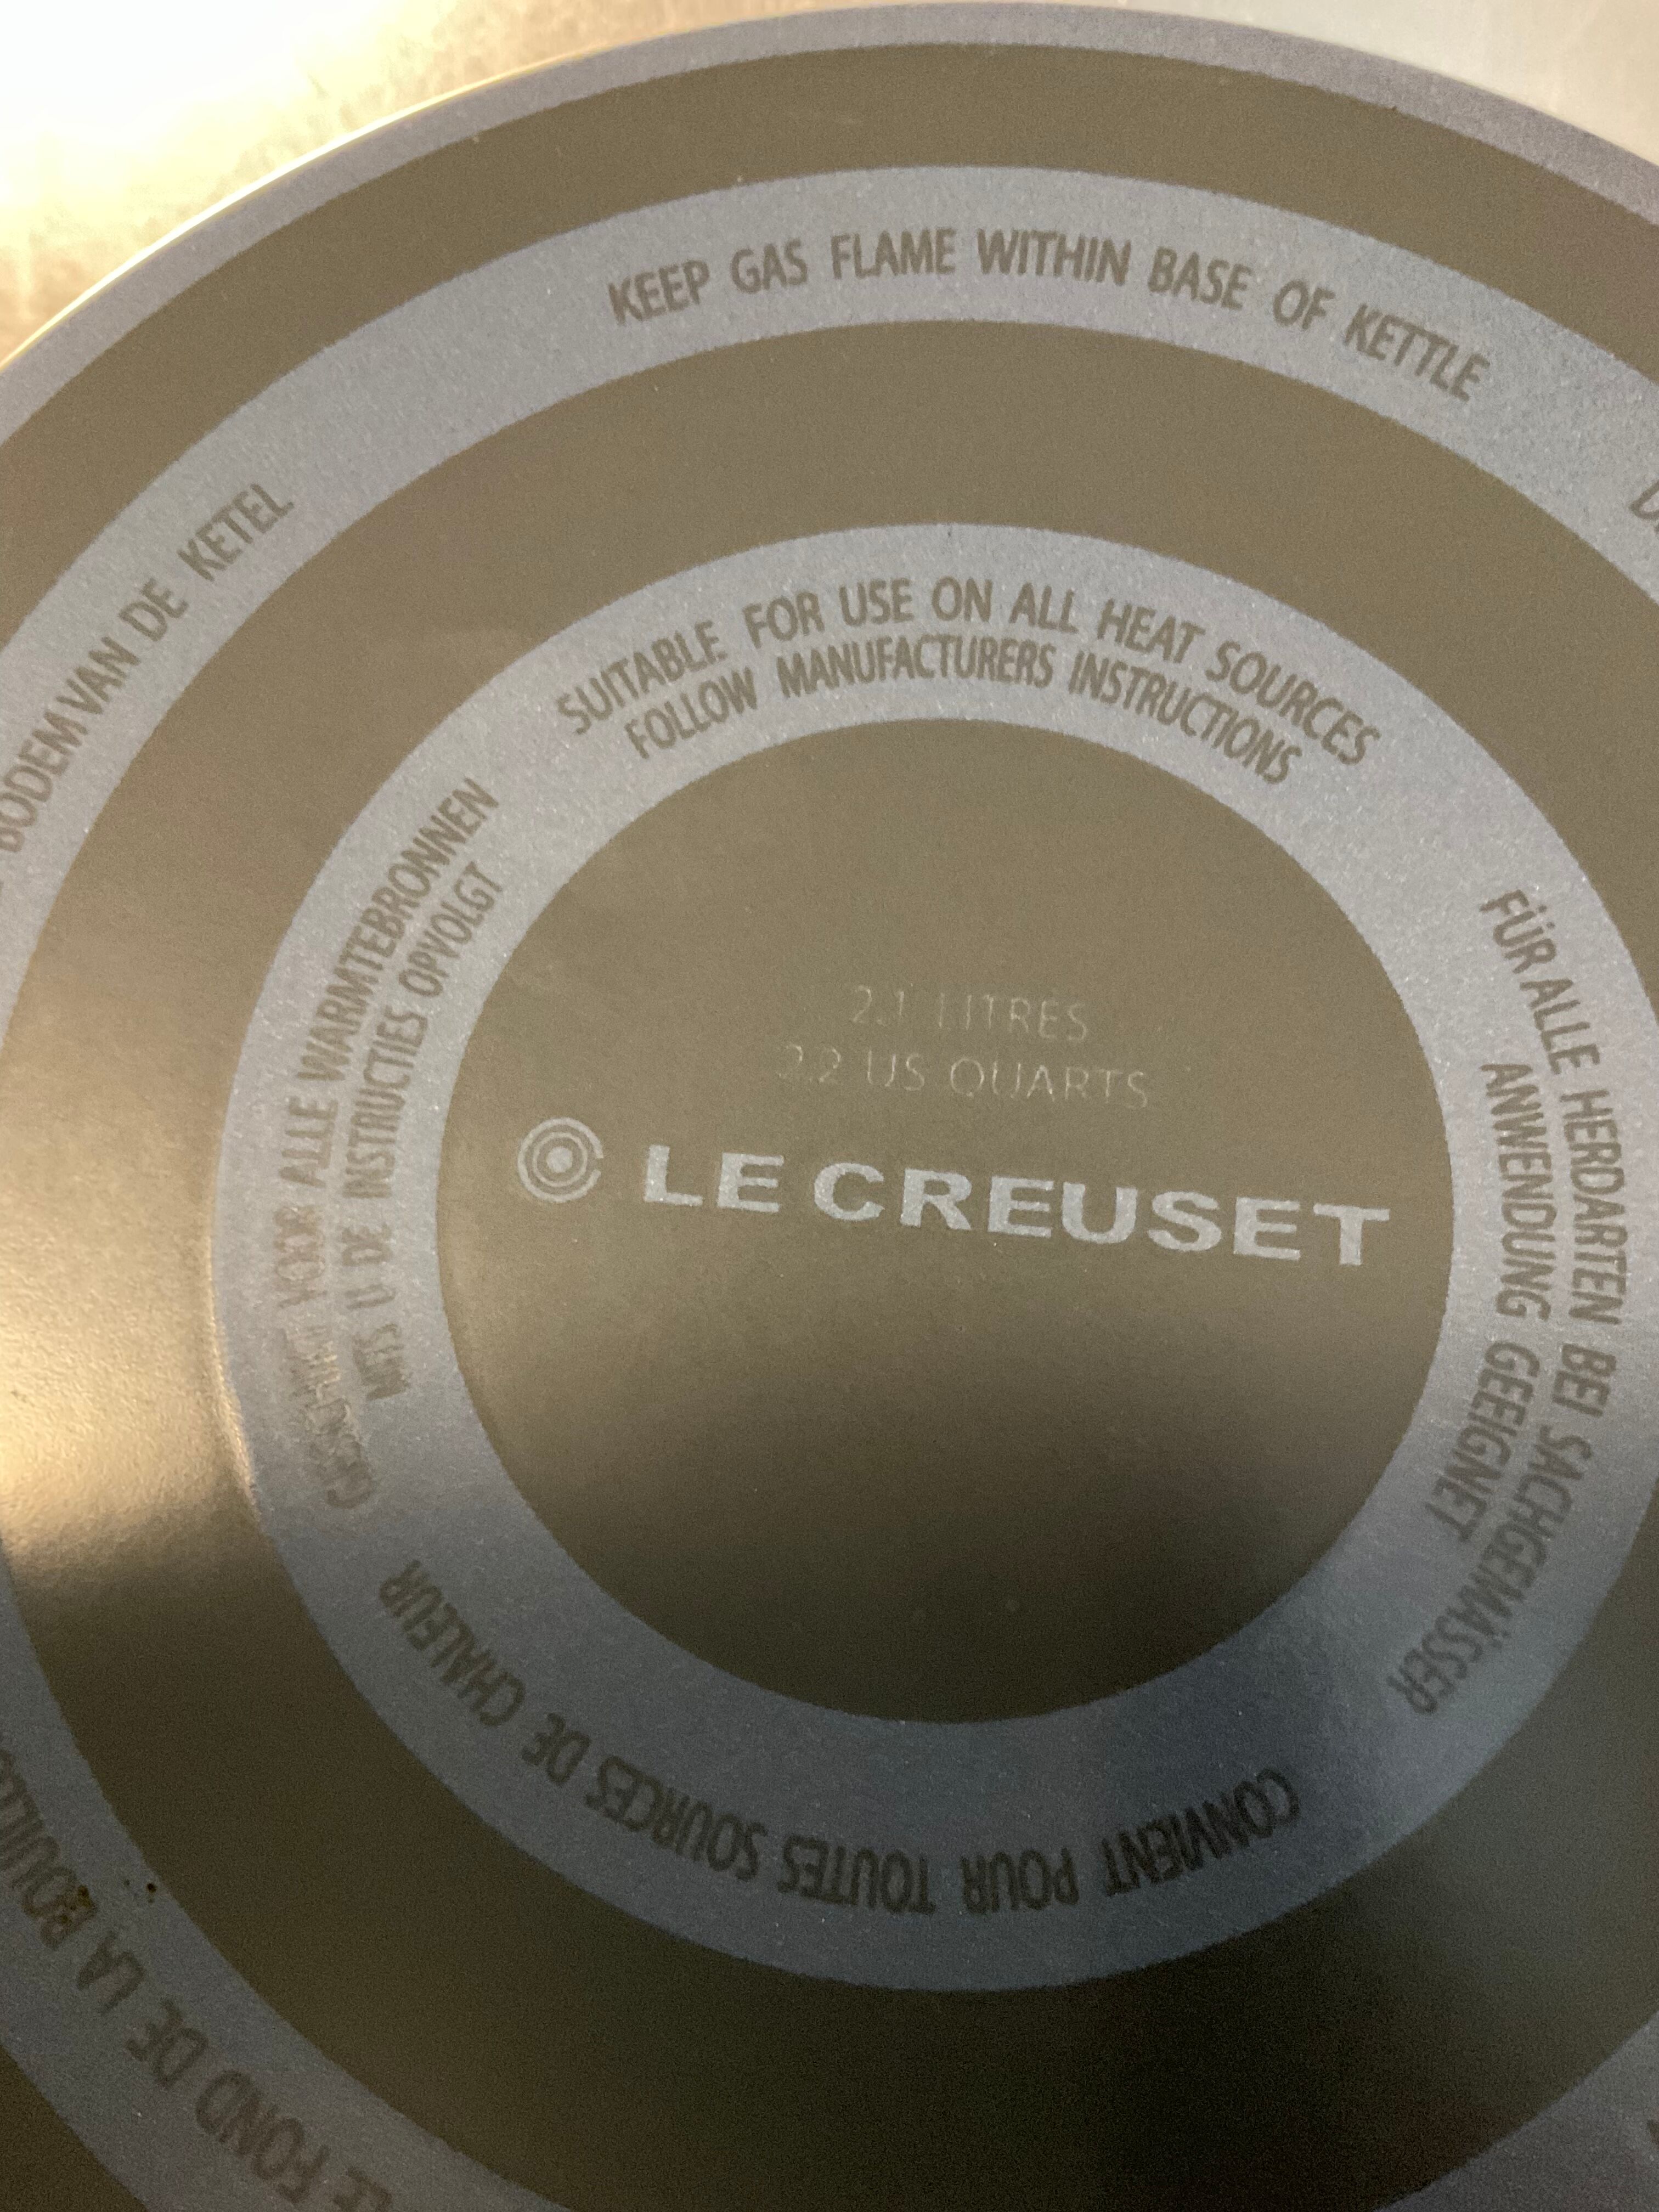 KEEP GAS FLAME WITHIN BASE OF KETTLE
BODEM VAN DE KETEL
LE FOND DE LA
SUITABLE FOR USE ON ALL HEAT SOURCES
FOLLOW MANUFACTURERS INSTRUCTIONS
FÜR ALLE HERDARTEN BEI SACHGEMÄSSER
ANWENDUNG GEEIGNET
CONVIENT POUR TOUTES SOURCES DE CHALEUR
GESCHIKT VOOR ALLE WARMTEBRONNEN
MITS U DE INSTRUCTIES OPVOLGT
2.1 LITRES
2.2 US QUARTS
LE CREUSET